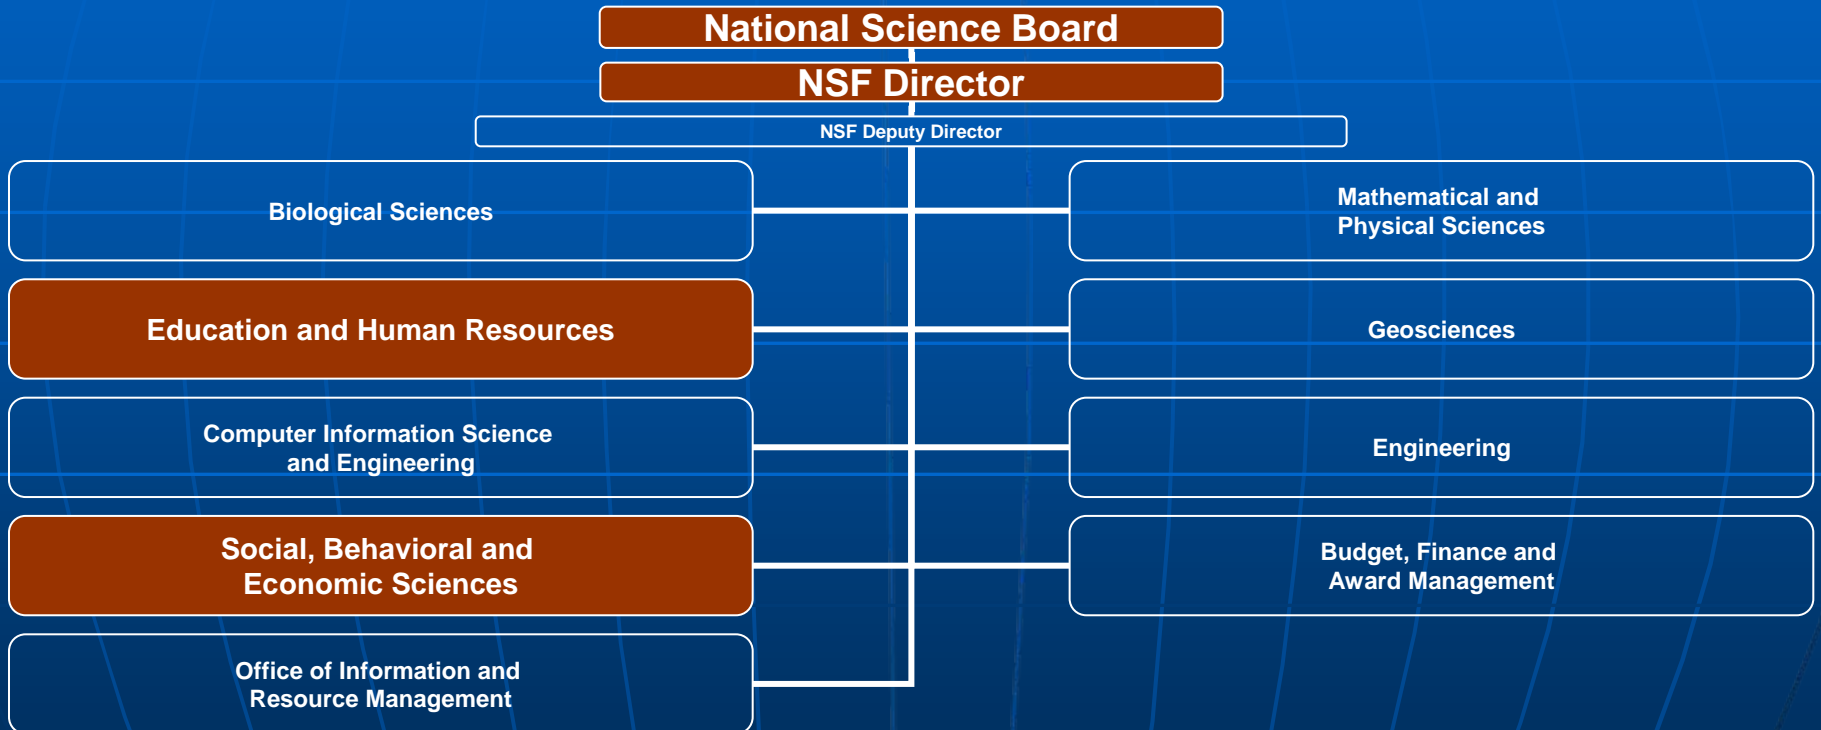 National Science Board
NSF Director
NSF Deputy Director
Biological Sciences
Mathematical and
Physical Sciences
Education and Human Resources
Geosciences
Computer Information Science
and Engineering
Engineering
Social, Behavioral and
Economic Sciences
Budget, Finance and
Award Management
Office of Information and
Resource Management